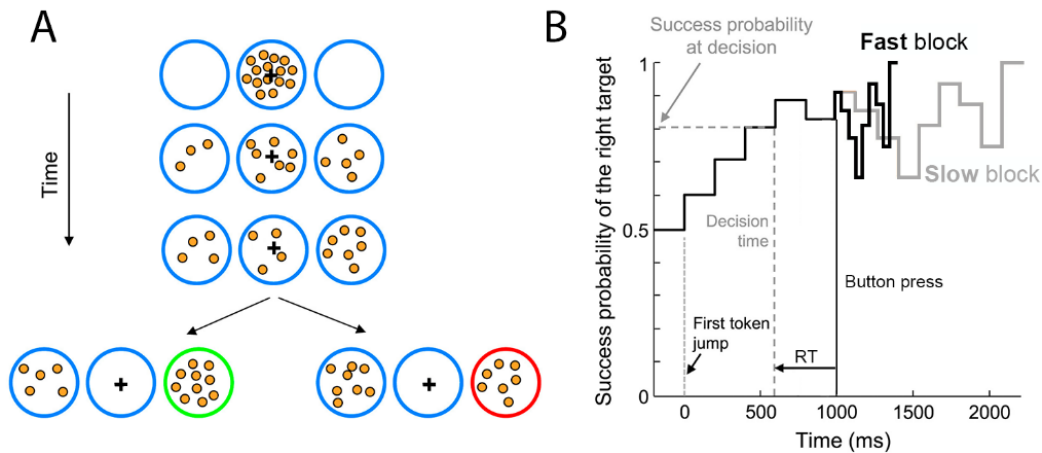 A
Time
B
Success probability
at decision
Fast block
Slow block
Decision
time
Button press
First token
jump
RT
Success probability of the right target
1
0.5
0
0
500
1000
1500
2000
Time (ms)